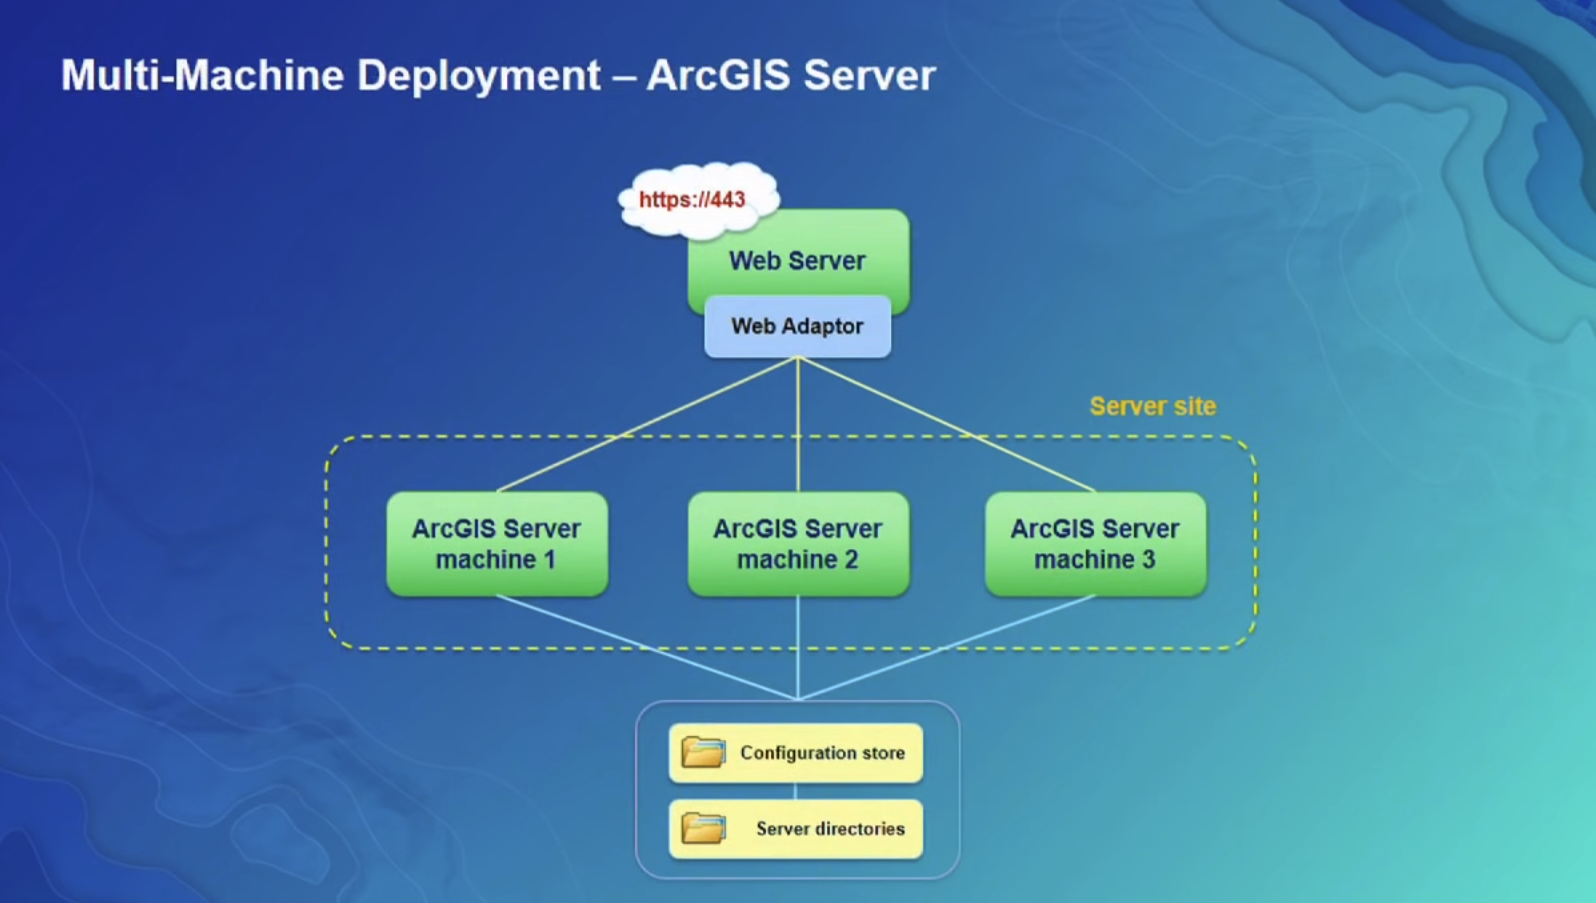 Multi-Machine Deployment – ArcGIS Server
https://443
Web Server
Web Adaptor
Server site
ArcGIS Server
machine 1
ArcGIS Server
machine 2
ArcGIS Server
machine 3
Configuration store
Server directories